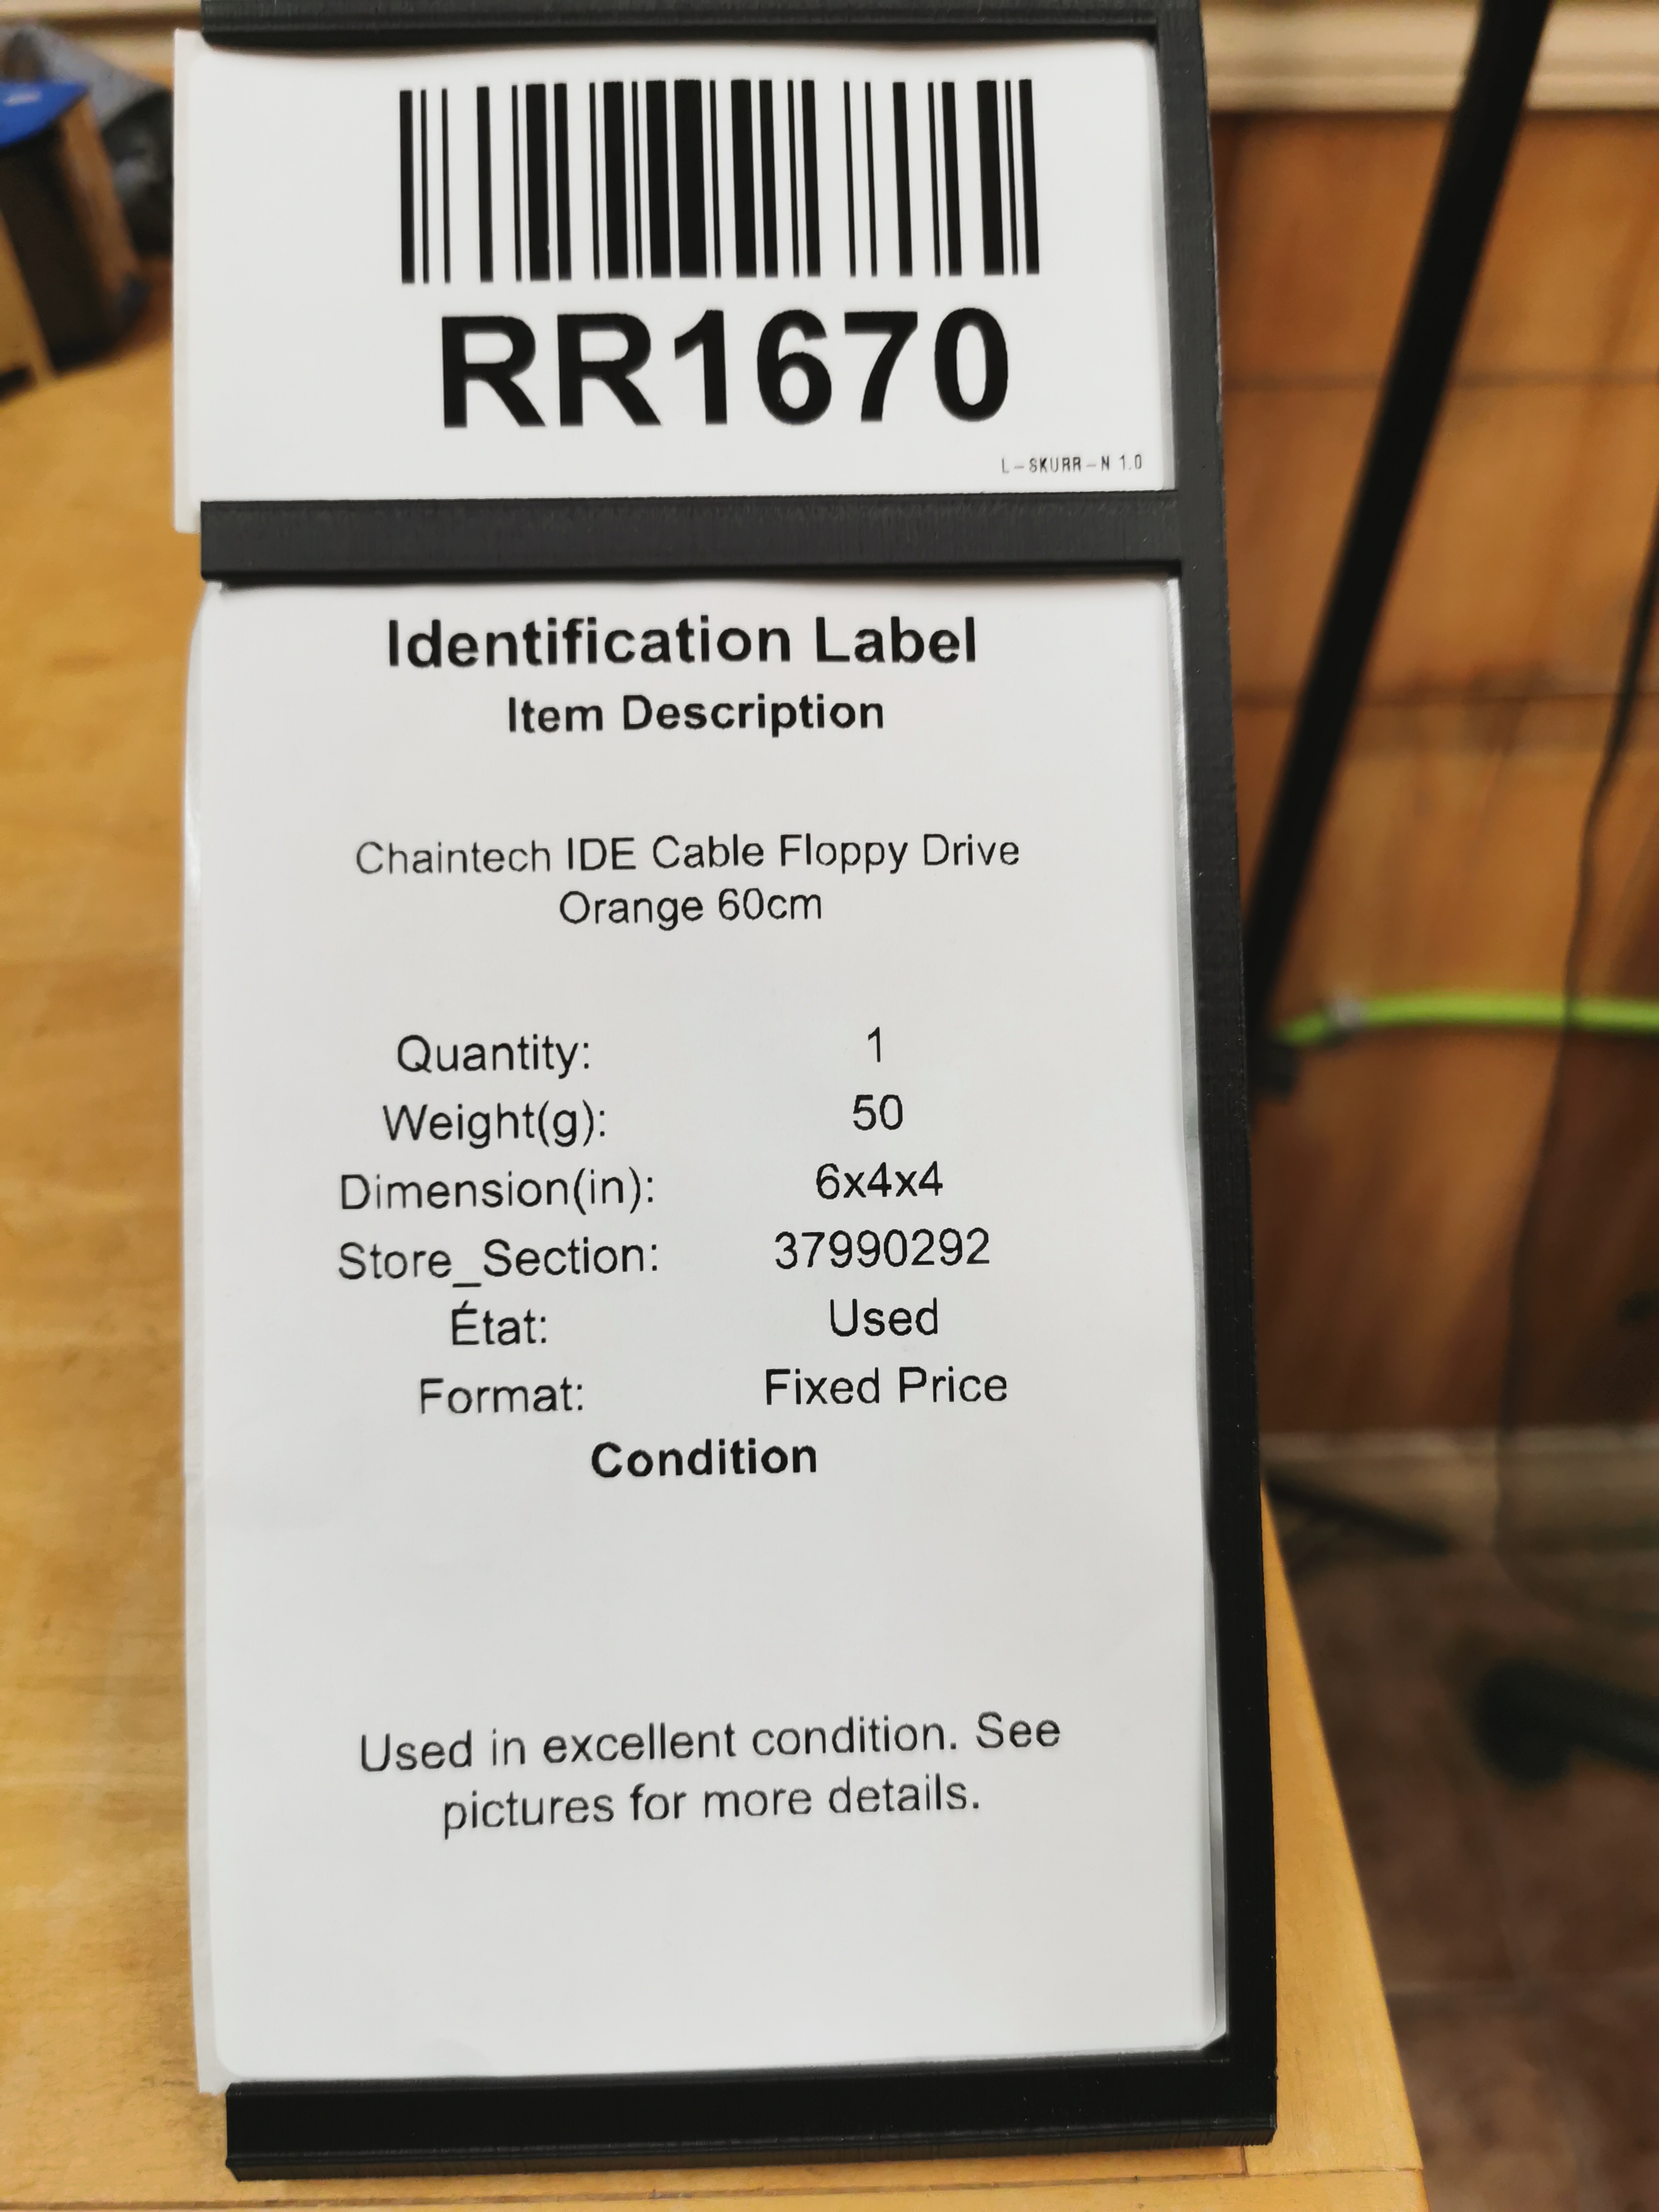 RR1670
L-SKURR-N 1.0
Identification Label
Item Description
Chaintech IDE Cable Floppy Drive
Orange 60cm
Quantity: 1
Weight(g): 50
Dimension(in): 6x4x4
Store_Section: 37990292
État: Used
Format: Fixed Price
Condition
Used in excellent condition. See
pictures for more details.